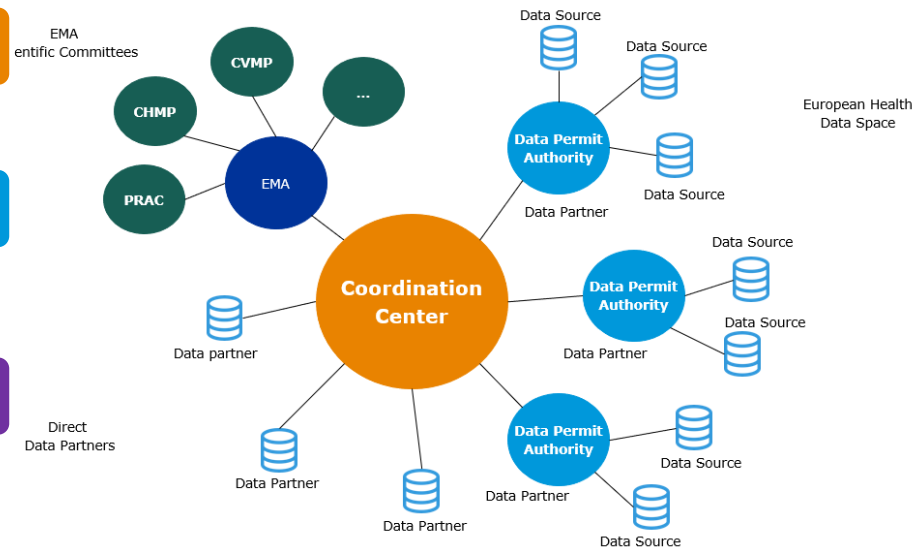 EMA
entific Committees
CVMP
...
CHMP
PRAC
EMA
Data Source
Data Source
Data Permit
Authority
Data Source
Data Partner
European Health
Data Space
Coordination
Center
Data Source
Data Permit
Authority
Data Source
Data Partner
Data partner
Direct
Data Partners
Data Partner
Data Partner
Data Permit
Authority
Data Source
Data Partner
Data Source